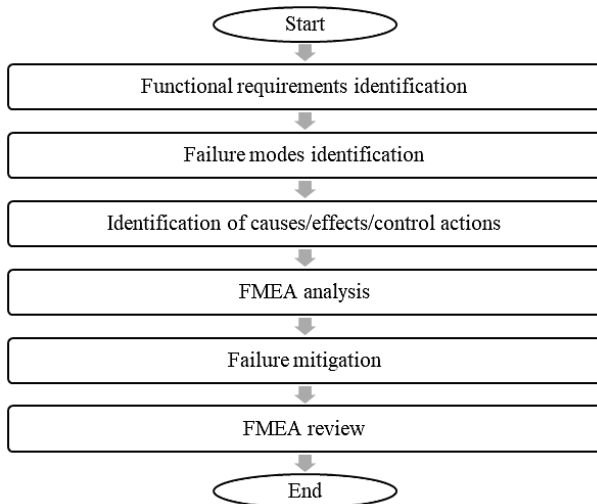 Start
Functional requirements identification
Failure modes identification
Identification of causes/effects/control actions
FMEA analysis
Failure mitigation
FMEA review
End